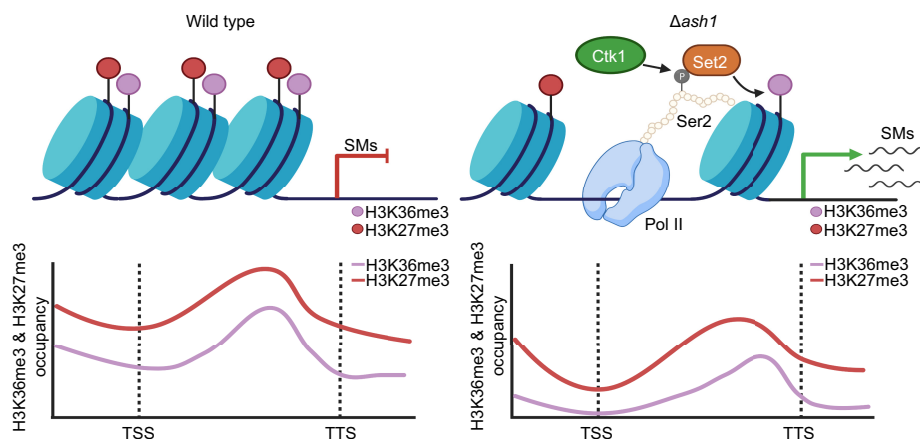 Wild type
SMs
H3K36me3
H3K27me3
H3K36me3 & H3K27me3
occupancy
H3K36me3
H3K27me3
TSS
TTS
Δash1
Ctk1
Set2
P
Ser2
SMs
Pol II
H3K36me3
H3K27me3
H3K36me3 & H3K27me3
occupancy
H3K36me3
H3K27me3
TSS
TTS